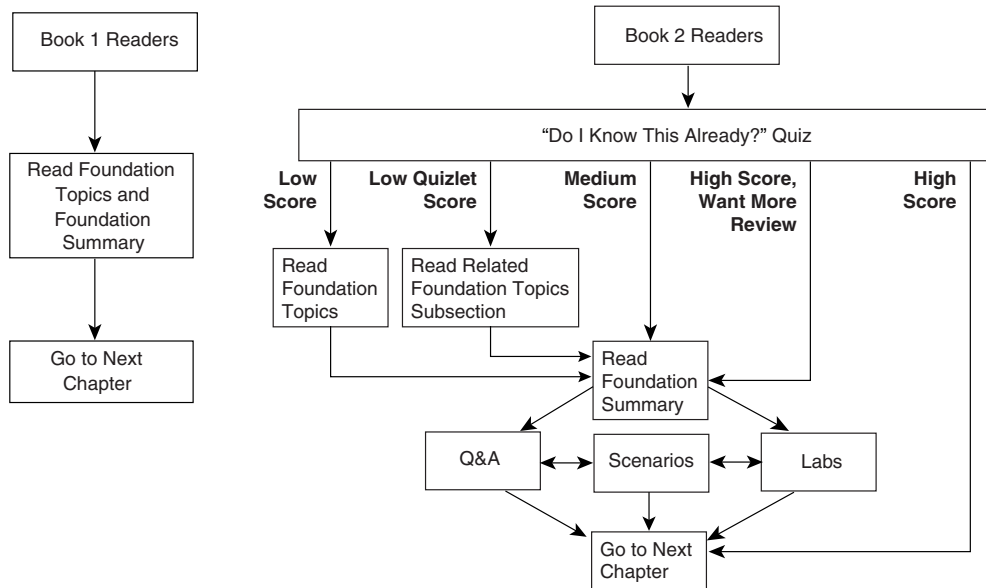 Book 1 Readers
Read Foundation
Topics and
Foundation
Summary
Go to Next
Chapter
Book 2 Readers
“Do I Know This Already?” Quiz
Low
Score
Low Quizlet
Score
Medium
Score
High Score,
Want More
Review
High
Score
Read
Foundation
Topics
Read Related
Foundation Topics
Subsection
Read
Foundation
Summary
Q&A
Scenarios
Labs
Go to Next
Chapter